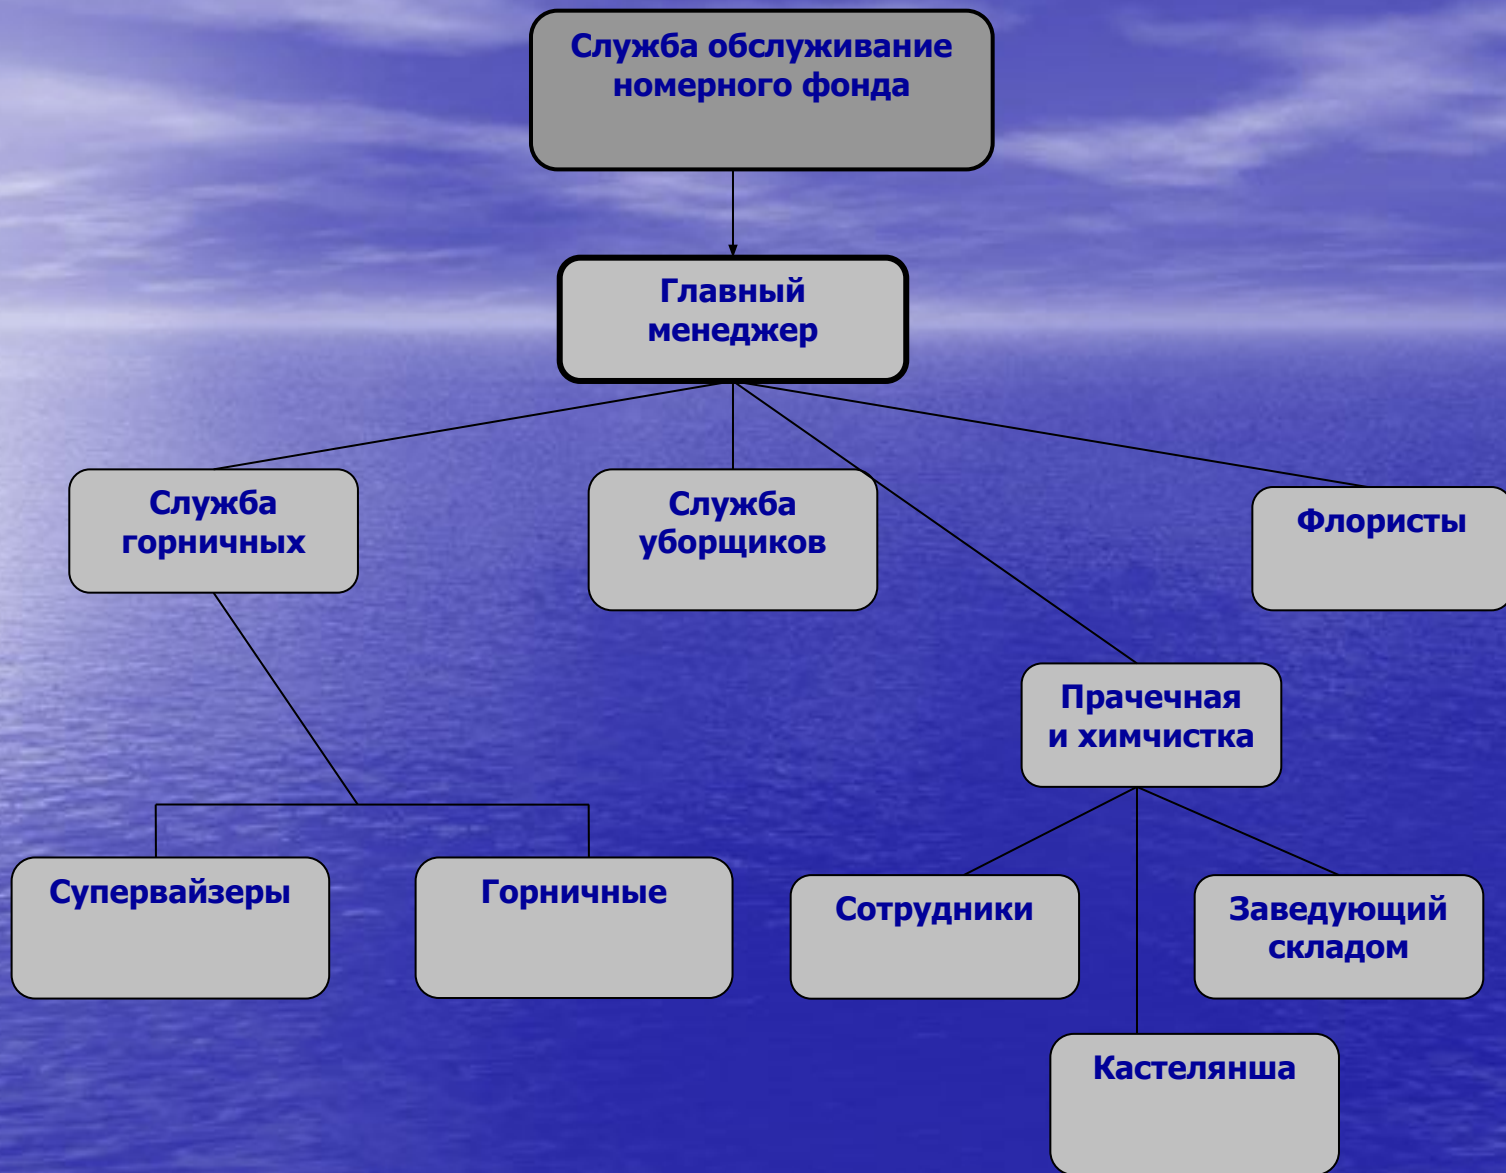 Служба обслуживание
номерного фонда
Главный
менеджер
Служба
горничных
Служба
уборщиков
Флористы
Прачечная
и химчистка
Супервайзеры
Горничные
Сотрудники
Заведующий
складом
Кастелянша